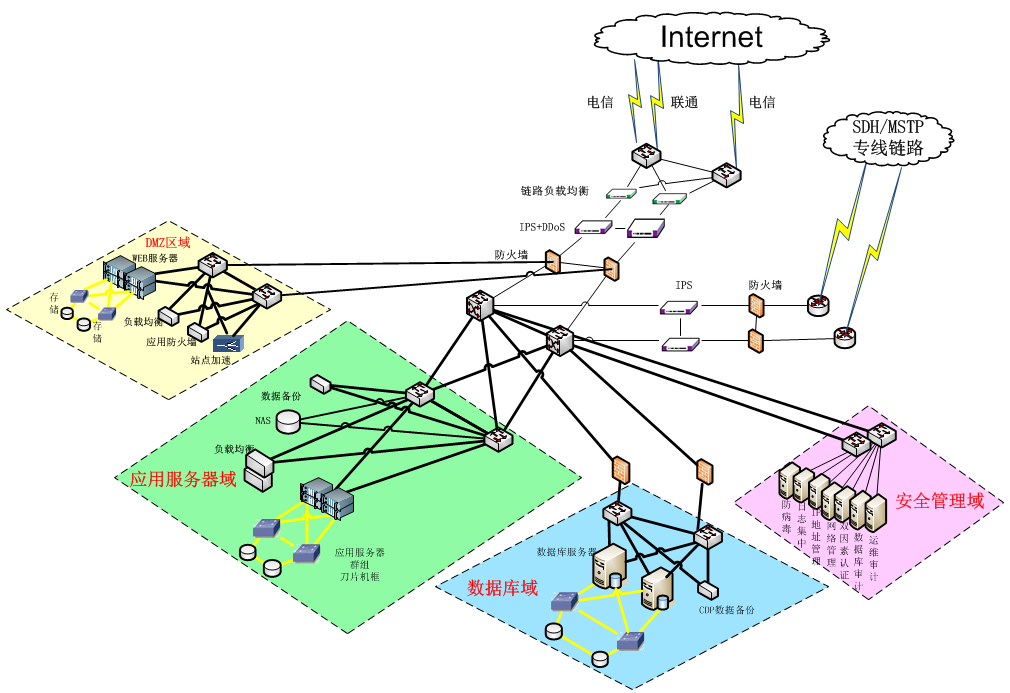 Internet
电信
联通
电信
SDH/MSTP
专线链路
链路负载均衡
IPS+DDoS
防火墙
IPS
防火墙
DMZ区域
WEB服务器
存储
存储
负载均衡
应用防火墙
站点加速
数据备份
NAS
负载均衡
应用服务器域
应用服务器
群组
刀片机框
数据库服务器
数据库域
CDP数据备份
安全管理域
防病毒
日志集中
IP地址管理
网络管理
双因素认证
数据库审计
运维审计